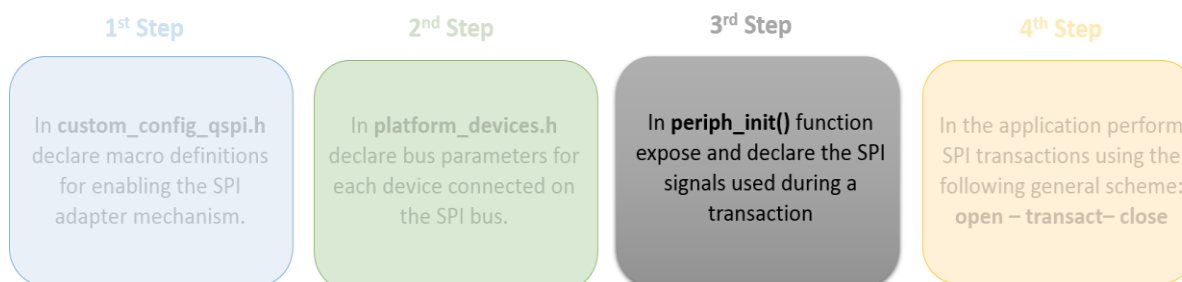 1st Step
In custom_config_qspi.h
declare macro definitions
for enabling the SPI
adapter mechanism.
2nd Step
In platform_devices.h
declare bus parameters for
each device connected on
the SPI bus.
3rd Step
In periph_init() function
expose and declare the SPI
signals used during a
transaction
4th Step
In the application perform
SPI transactions using the
following general scheme:
open – transact– close